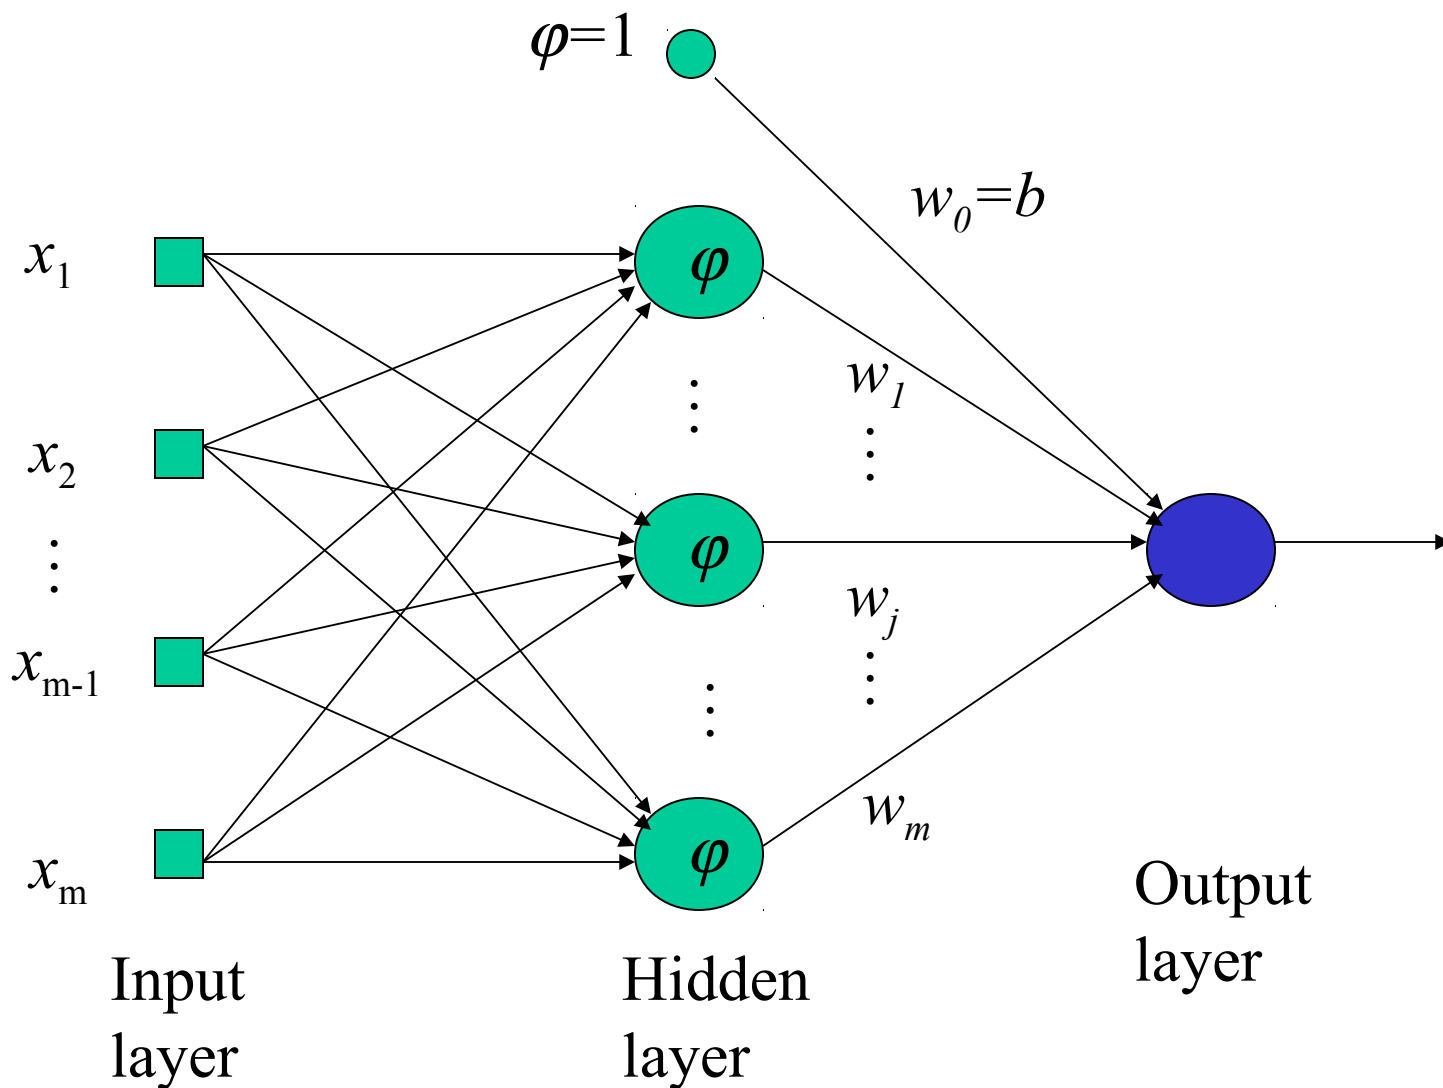 φ=1
w0=b
x1
φ
w1
x2
φ
wj
xm-1
wm
φ
xm
Output
layer
Input
layer
Hidden
layer